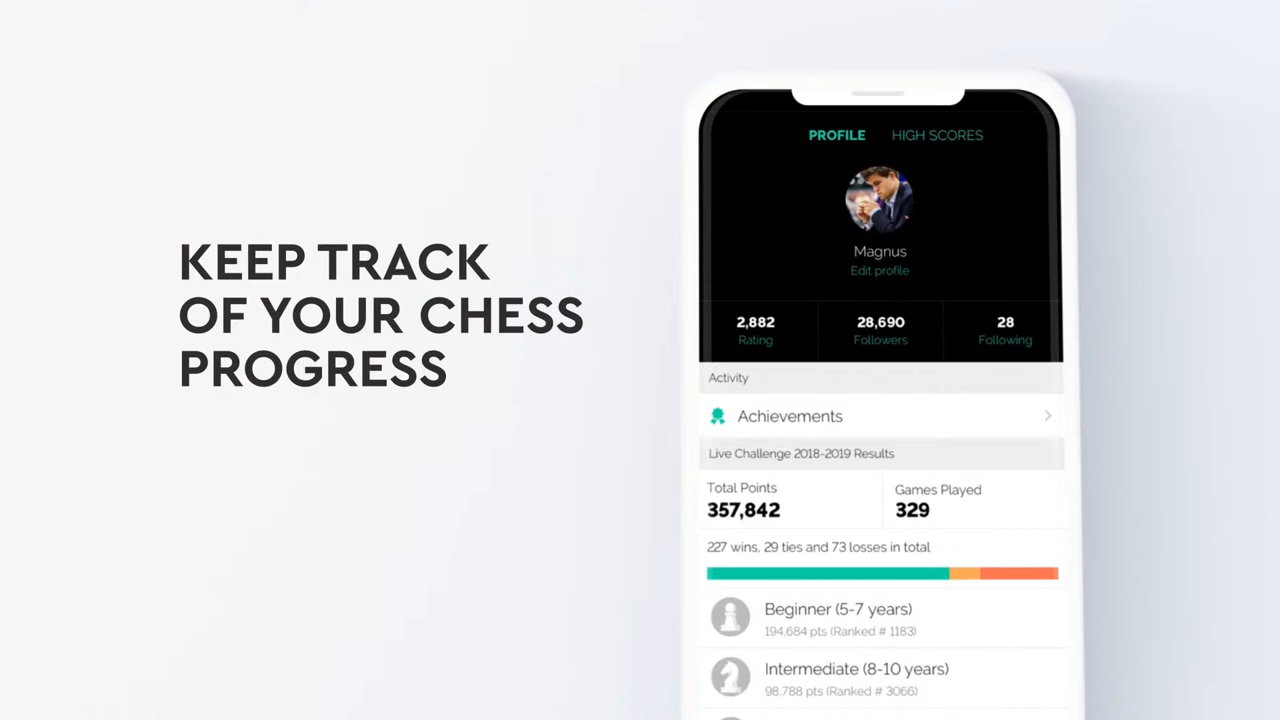 KEEP TRACK
OF YOUR CHESS
PROGRESS
PROFILE HIGH SCORES
Magnus
Edit profile
2,882 28,690 28
Rating Followers Following
Activity
Achievements
Live Challenge 2018-2019 Results
Total Points Games Played
357,842 329
227 wins, 29 ties and 73 losses in total
Beginner (5-7 years)
194,684 pts (Ranked # 1183)
Intermediate (8-10 years)
98,788 pts (Ranked # 3066)